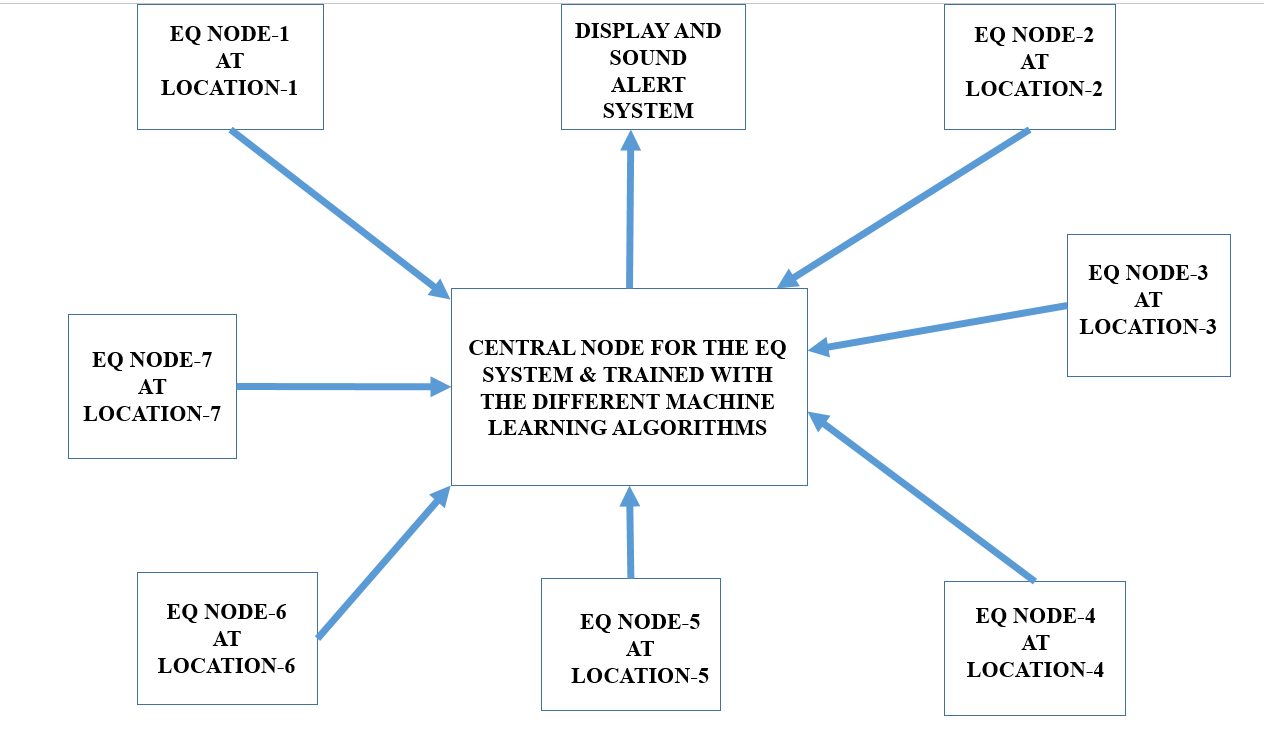 EQ NODE-1
AT
LOCATION-1
DISPLAY AND
SOUND
ALERT
SYSTEM
EQ NODE-2
AT
LOCATION-2
EQ NODE-3
AT
LOCATION-3
CENTRAL NODE FOR THE EQ
SYSTEM & TRAINED WITH
THE DIFFERENT MACHINE
LEARNING ALGORITHMS
EQ NODE-7
AT
LOCATION-7
EQ NODE-6
AT
LOCATION-6
EQ NODE-5
AT
LOCATION-5
EQ NODE-4
AT
LOCATION-4